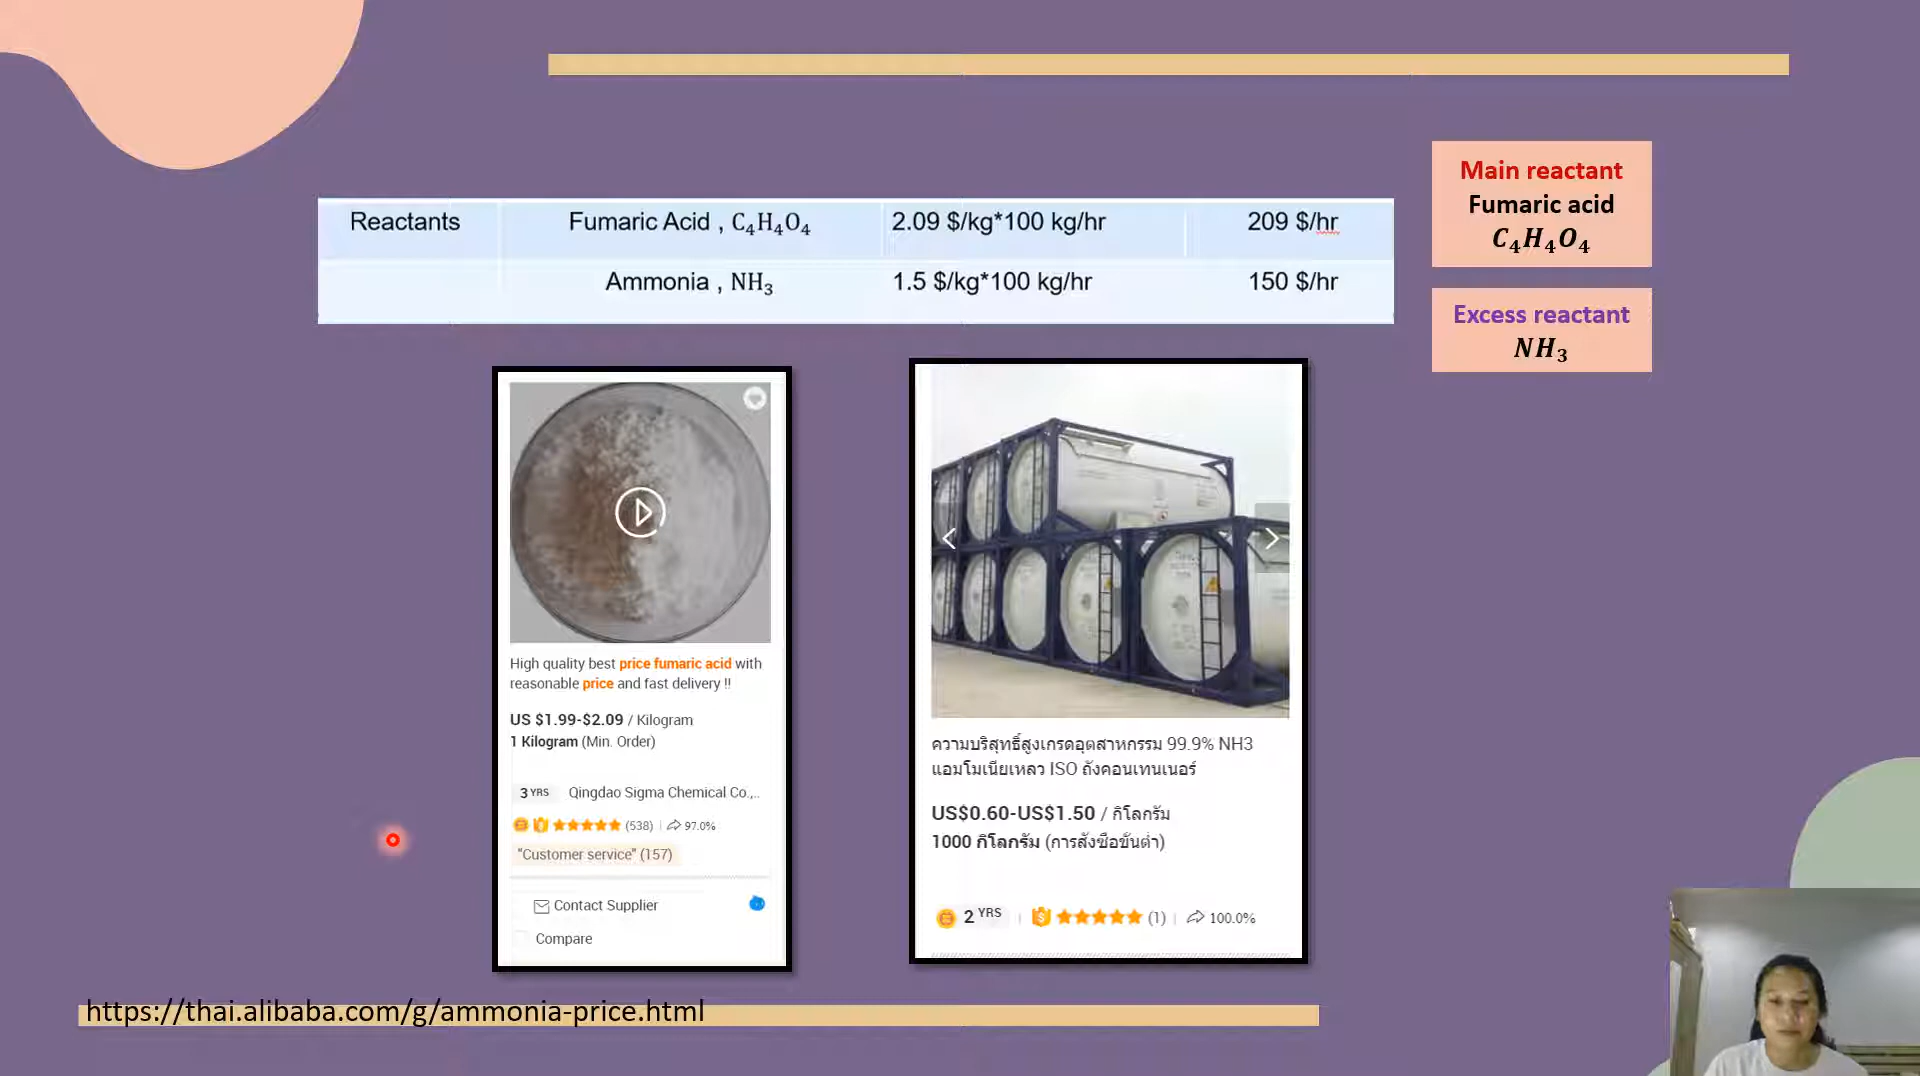 Main reactant
Fumaric acid
C₄H₄O₄
Reactants Fumaric Acid , C₄H₄O₄ 2.09 $/kg*100 kg/hr 209 $/hr
Ammonia , NH₃ 1.5 $/kg*100 kg/hr 150 $/hr
Excess reactant
NH₃
High quality best price fumaric acid with
reasonable price and fast delivery !!
US $1.99-$2.09 / Kilogram
1 Kilogram (Min. Order)
3 YRS Qingdao Sigma Chemical Co.,..
(538) 97.0%
"Customer service" (157)
Contact Supplier
Compare
ความบริสุทธิ์สูงเกรดอุตสาหกรรม 99.9% NH3
แอมโมเนียเหลว ISO ถังคอนเทนเนอร์
US$0.60-US$1.50 / กิโลกรัม
1000 กิโลกรัม (การสั่งซื้อขั้นต่ำ)
2 YRS (1) 100.0%
https://thai.alibaba.com/g/ammonia-price.html